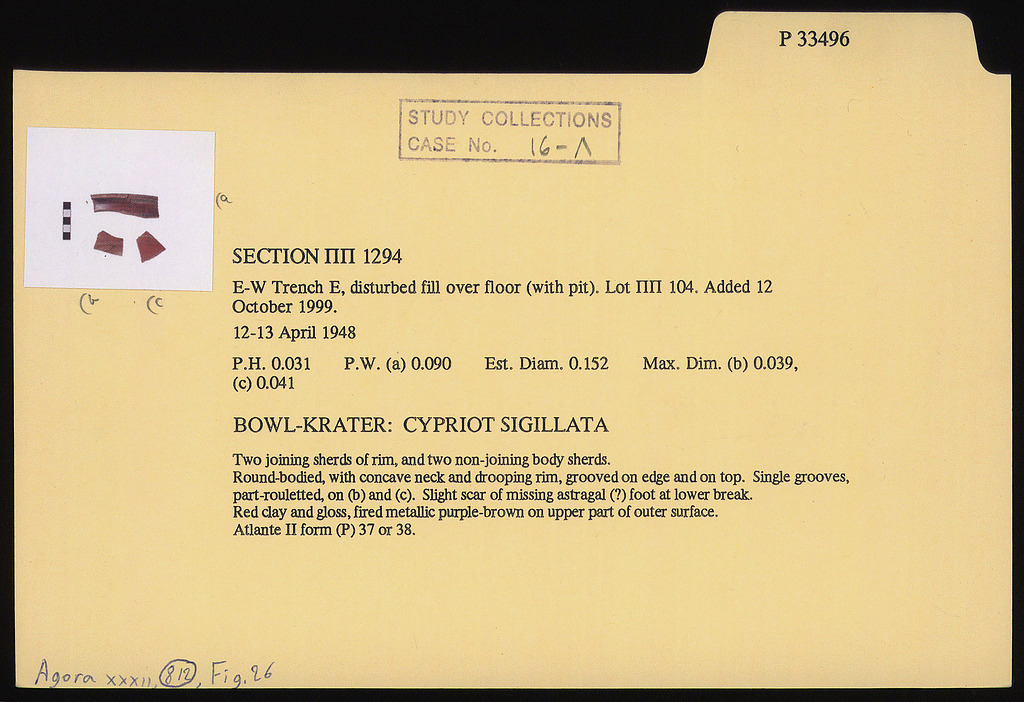 P 33496
STUDY COLLECTIONS
CASE No. 16-Λ
(a
(b (c
SECTION ΠΠ 1294
E-W Trench E, disturbed fill over floor (with pit). Lot ΠΠ 104. Added 12
October 1999.
12-13 April 1948
P.H. 0.031 P.W. (a) 0.090 Est. Diam. 0.152 Max. Dim. (b) 0.039,
(c) 0.041
BOWL-KRATER: CYPRIOT SIGILLATA
Two joining sherds of rim, and two non-joining body sherds.
Round-bodied, with concave neck and drooping rim, grooved on edge and on top. Single grooves,
part-rouletted, on (b) and (c). Slight scar of missing astragal (?) foot at lower break.
Red clay and gloss, fired metallic purple-brown on upper part of outer surface.
Atlante II form (P) 37 or 38.
Agora xxxii, 812, Fig. 26